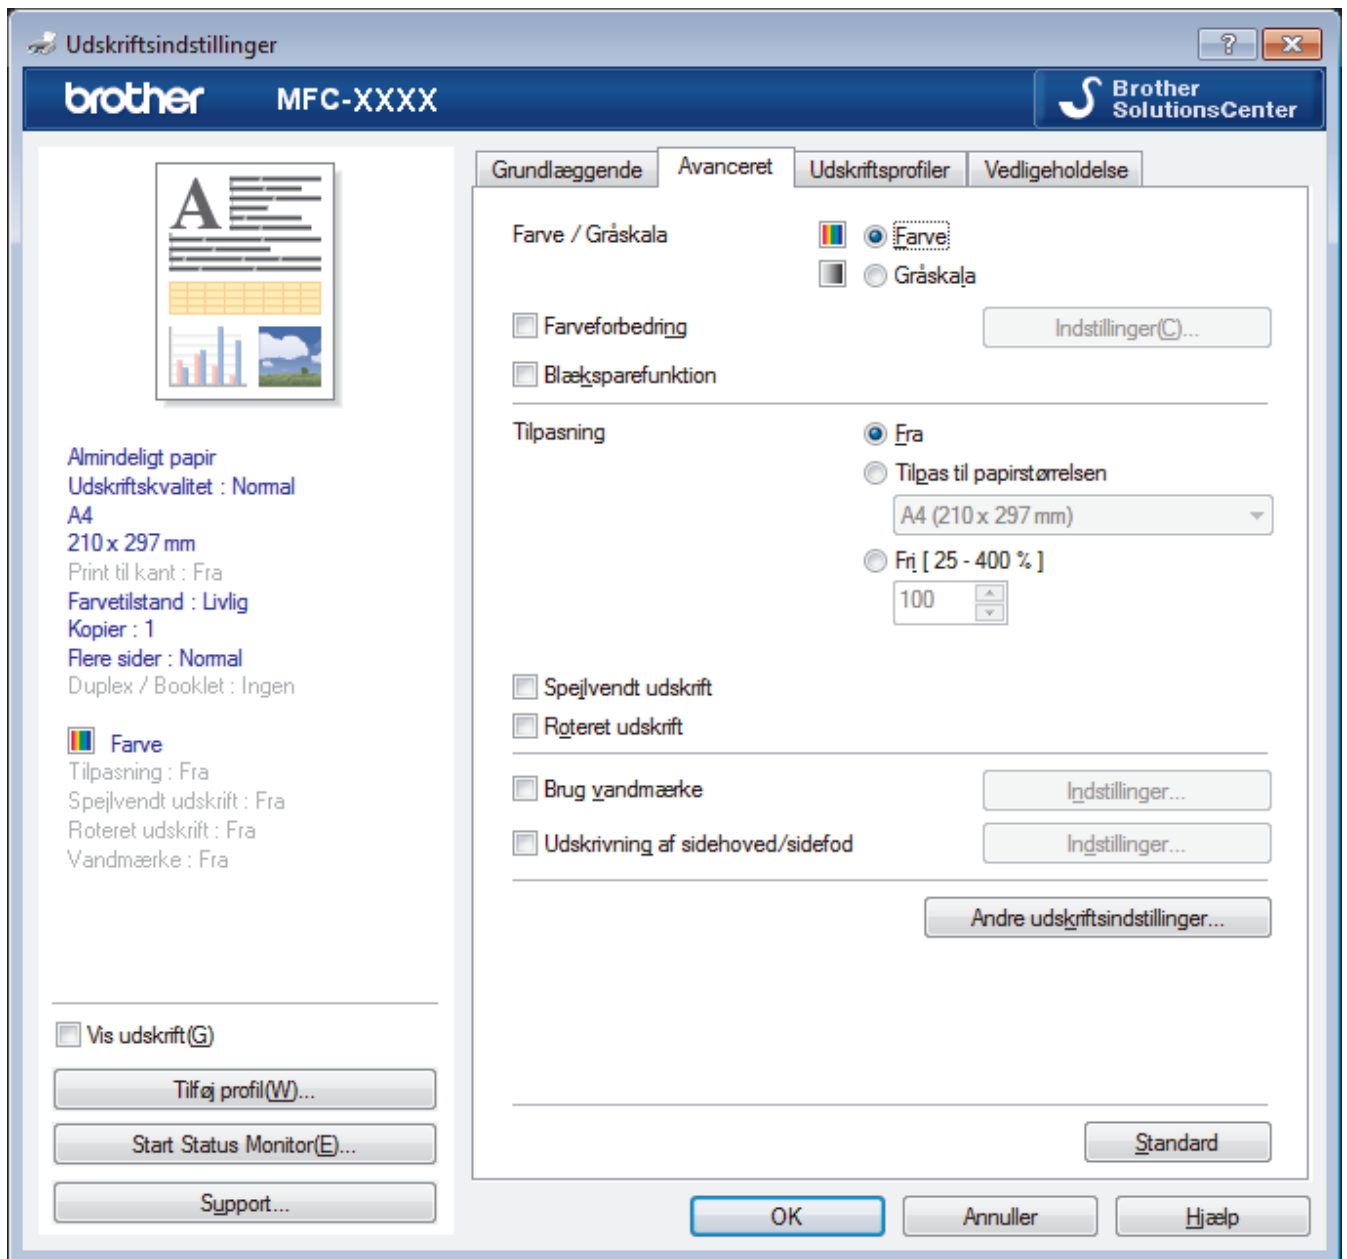 Udskriftsindstillinger
brother MFC-XXXX
Brother
SolutionsCenter
A
Almindeligt papir
Udskriftskvalitet : Normal
A4
210 x 297 mm
Print til kant : Fra
Farvetilstand : Livlig
Kopier : 1
Flere sider : Normal
Duplex / Booklet : Ingen
Farve
Tilpasning : Fra
Spejlvendt udskrift : Fra
Roteret udskrift : Fra
Vandmærke : Fra
Vis udskrift(G)
Tilføj profil(W)...
Start Status Monitor(E)...
Support...
Grundlæggende Avanceret Udskriftsprofiler Vedligeholdelse
Farve / Gråskala Farve
Gråskala
Farveforbedring Indstillinger(C)...
Blæksparefunktion
Tilpasning Fra
Tilpas til papirstørrelsen
A4 (210 x 297 mm)
Fri [ 25 - 400 % ]
100
Spejlvendt udskrift
Roteret udskrift
Brug vandmærke Indstillinger...
Udskrivning af sidehoved/sidefod Indstillinger...
Andre udskriftsindstillinger...
Standard
OK Annuller Hjælp